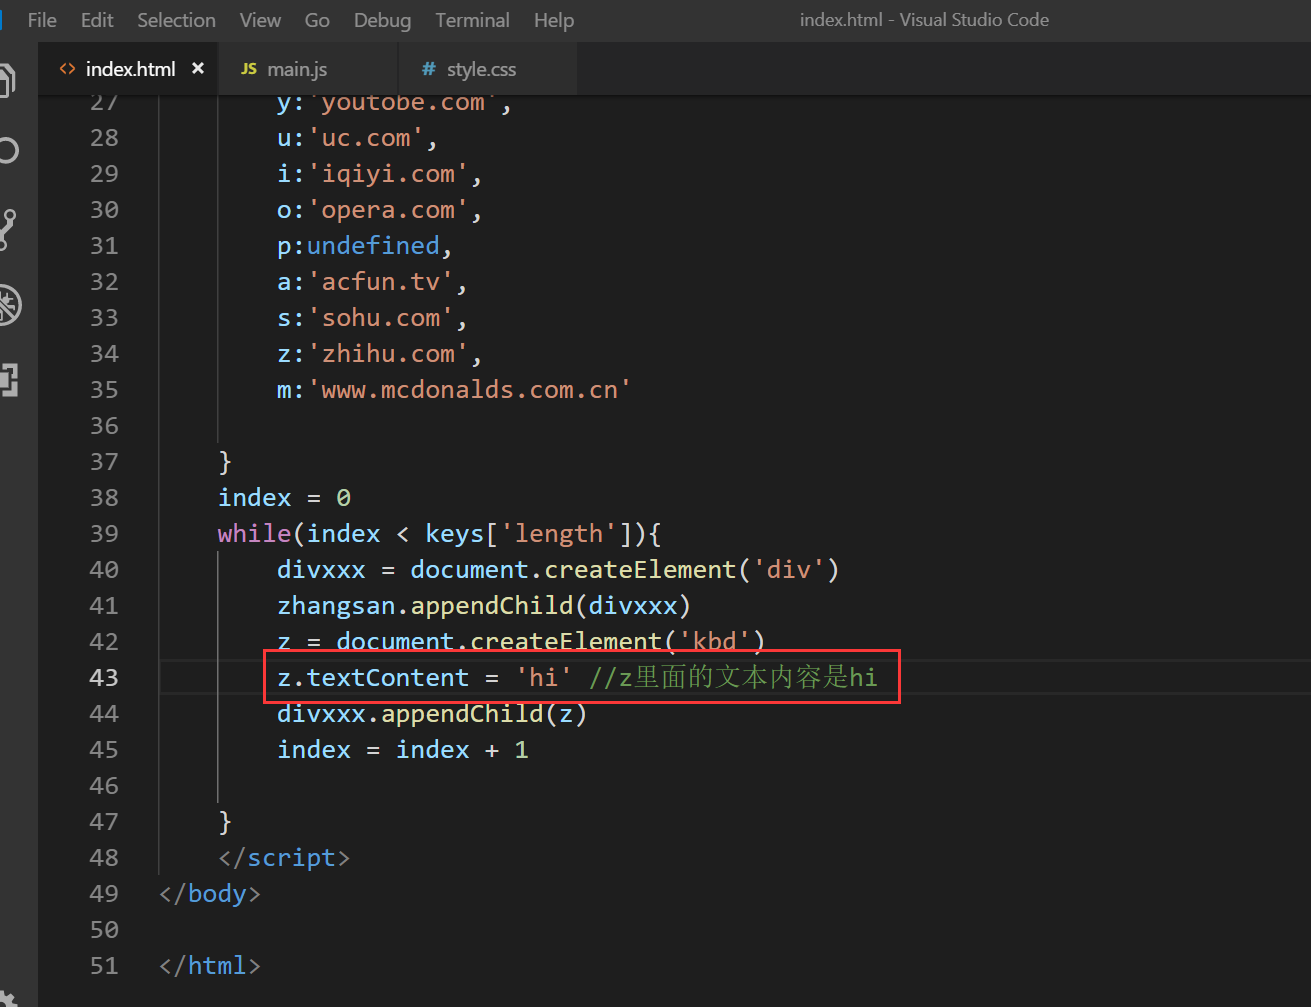 File Edit Selection View Go Debug Terminal Help index.html - Visual Studio Code
<> index.html × JS main.js # style.css
27 y:'youtobe.com',
28 u:'uc.com',
29 i:'iqiyi.com',
30 o:'opera.com',
31 p:undefined,
32 a:'acfun.tv',
33 s:'sohu.com',
34 z:'zhihu.com',
35 m:'www.mcdonalds.com.cn'
36
37 }
38 index = 0
39 while(index < keys['length']){
40 divxxx = document.createElement('div')
41 zhangsan.appendChild(divxxx)
42 z = document.createElement('kbd')
43 z.textContent = 'hi' //z里面的文本内容是hi
44 divxxx.appendChild(z)
45 index = index + 1
46
47 }
48 </script>
49 </body>
50
51 </html>